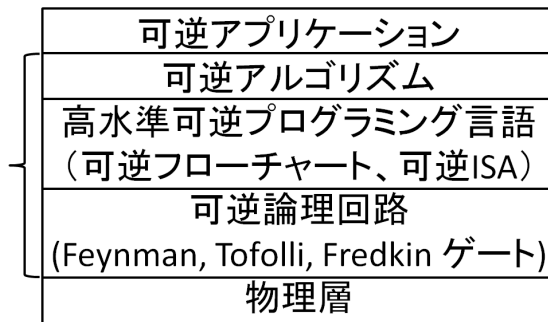 可逆アプリケーション
可逆アルゴリズム
高水準可逆プログラミング言語
（可逆フローチャート、可逆ISA）
可逆論理回路
(Feynman, Tofolli, Fredkin ゲート)
物理層